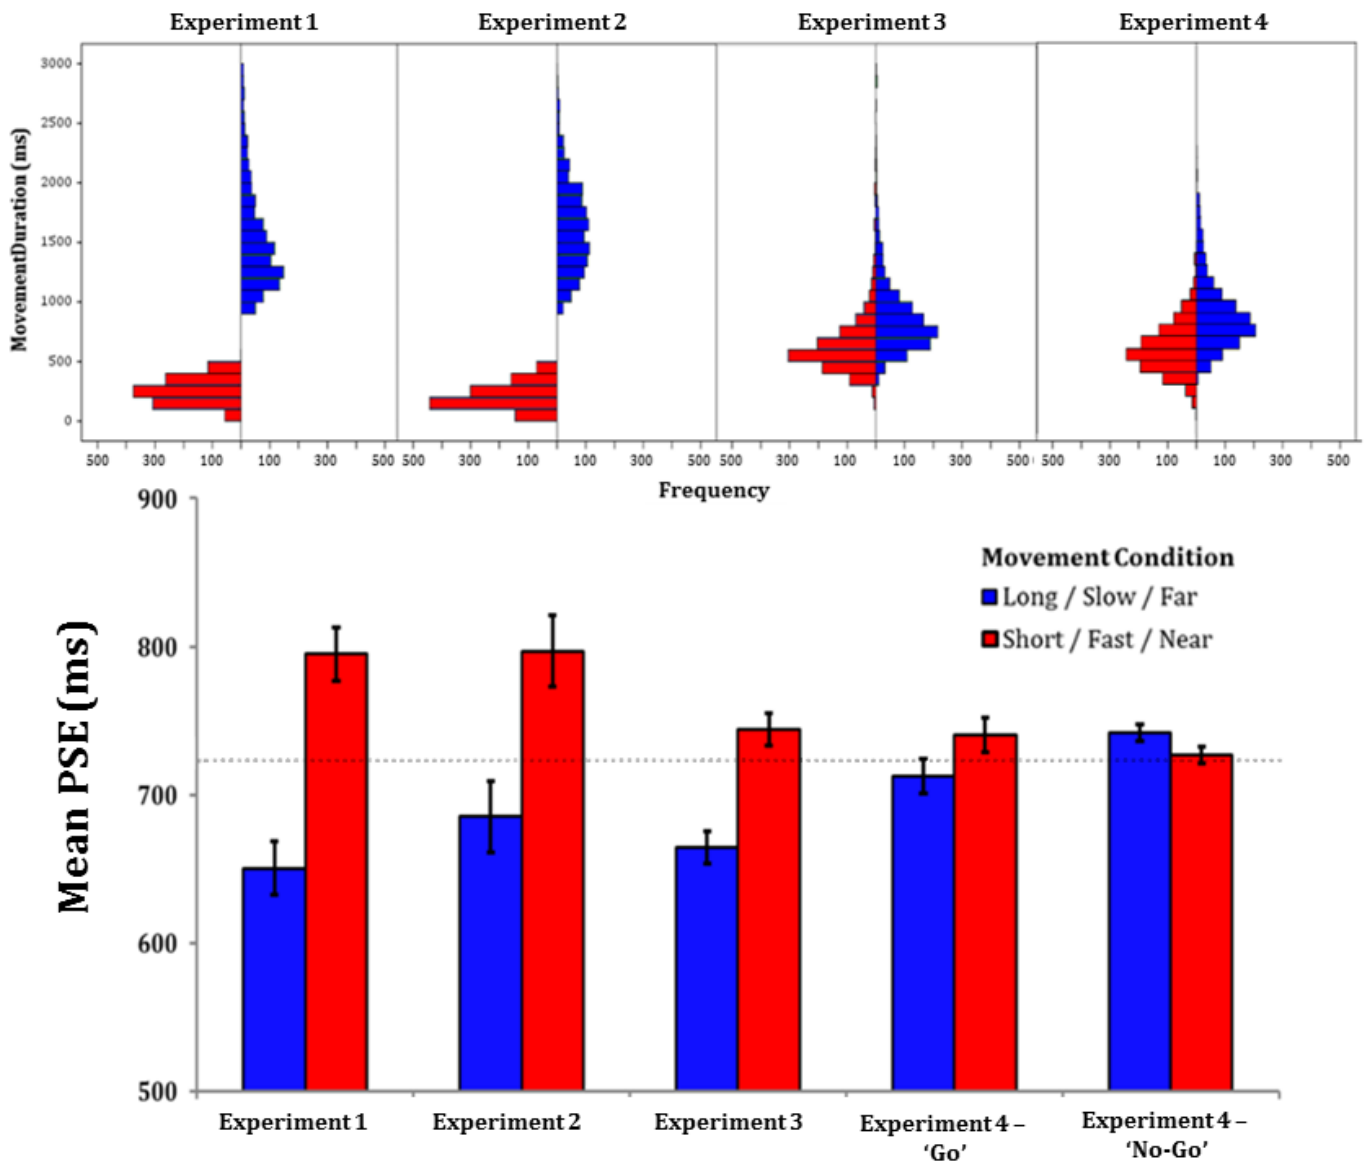 Experiment 1 Experiment 2 Experiment 3 Experiment 4
MovementDuration (ms)
3000
2500
2000
1500
1000
500
0
500 300 100 100 300 500 500 300 100 100 300 500 500 300 100 100 300 500 500 300 100 100 300 500
Frequency
Mean PSE (ms)
900
800
700
600
500
Movement Condition
Long / Slow / Far
Short / Fast / Near
Experiment 1 Experiment 2 Experiment 3 Experiment 4 – Experiment 4 –
‘Go’ ‘No-Go’